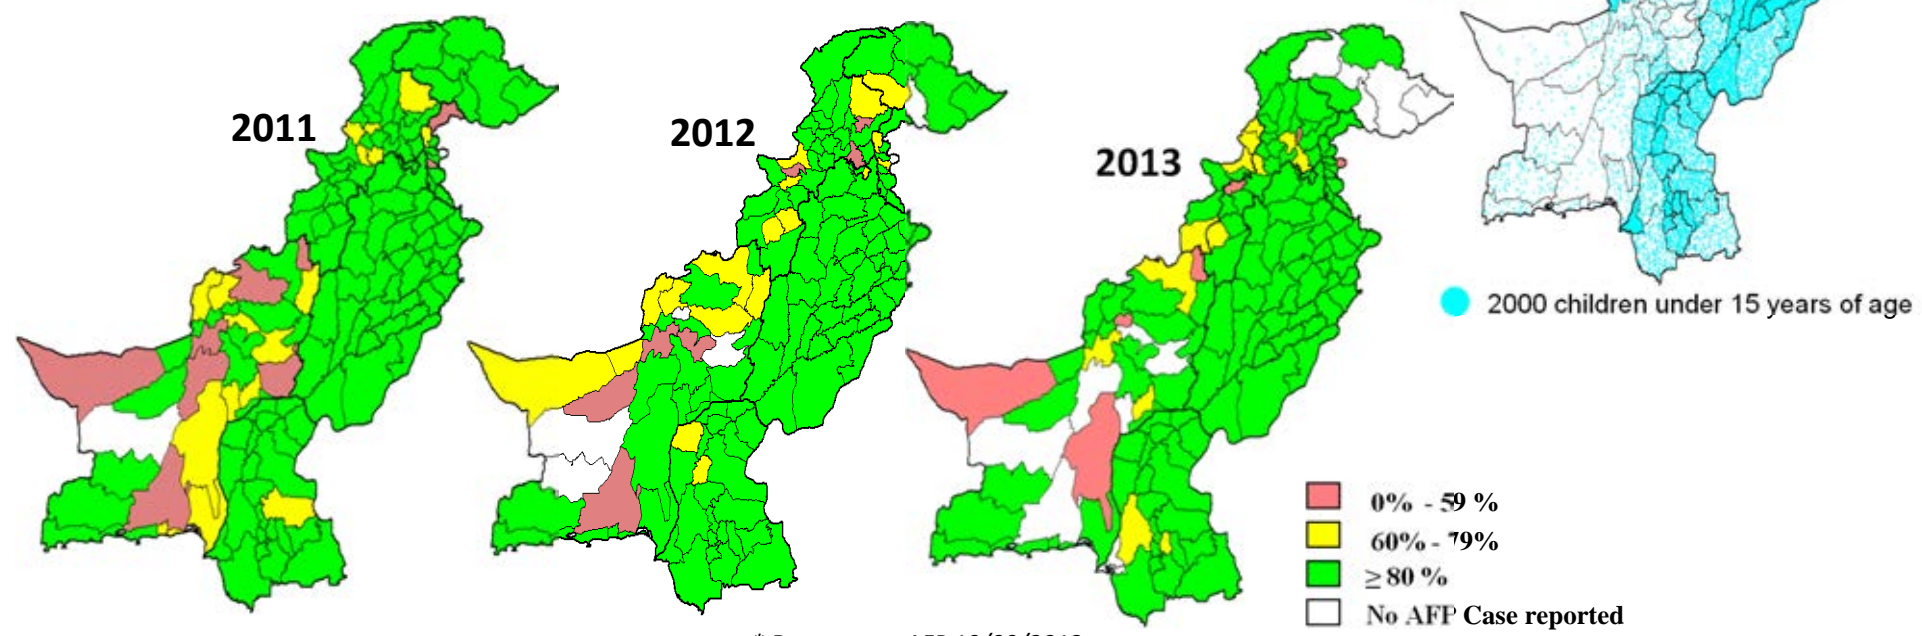 2011
2012
2013
2000 children under 15 years of age
0% - 59 %
60% - 79%
≥ 80 %
No AFP Case reported